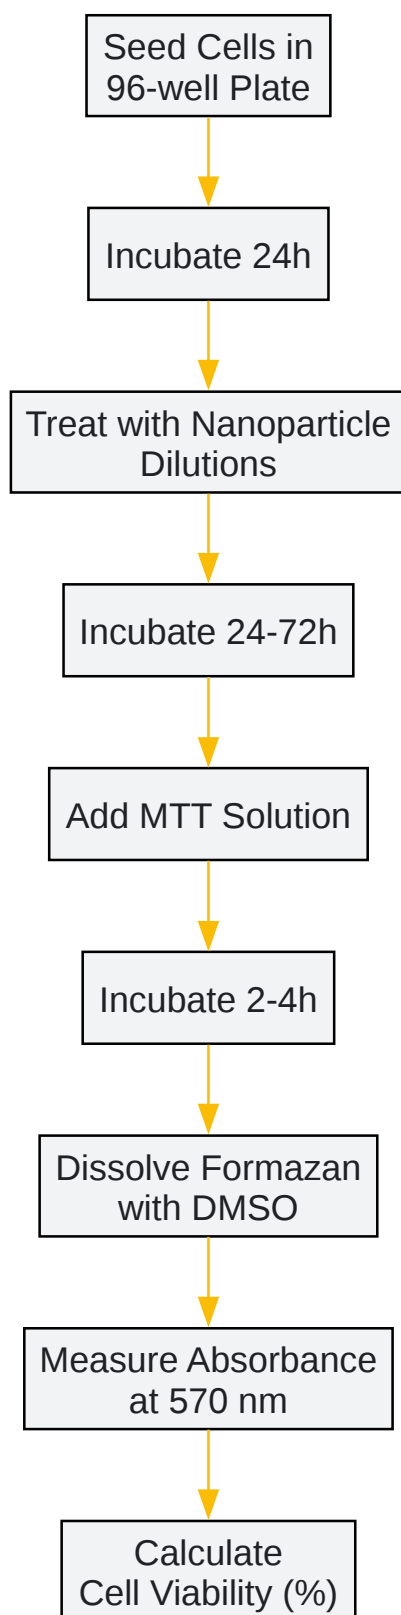 Seed Cells in
96-well Plate
Incubate 24h
Treat with Nanoparticle
Dilutions
Incubate 24-72h
Add MTT Solution
Incubate 2-4h
Dissolve Formazan
with DMSO
Measure Absorbance
at 570 nm
Calculate
Cell Viability (%)